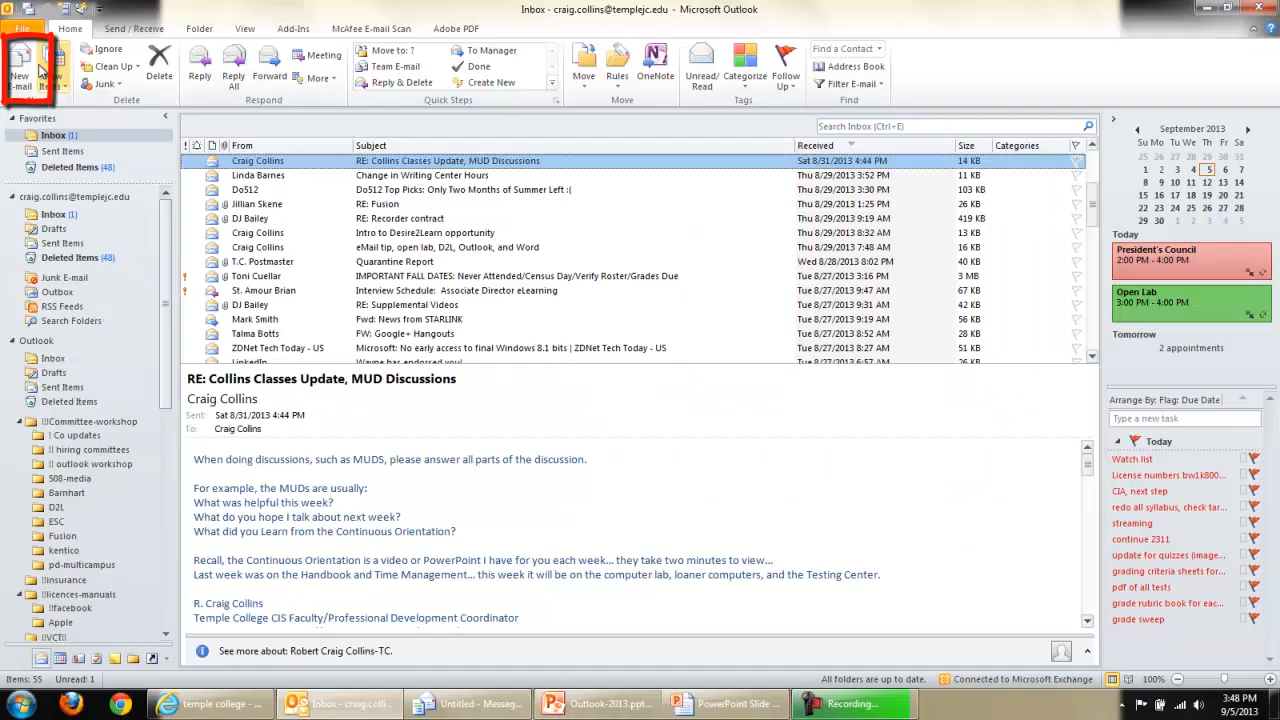 Inbox - craig.collins@templejc.edu - Microsoft Outlook
File Home Send / Receive Folder View Add-Ins McAfee E-mail Scan Adobe PDF
New E-mail
Items
Ignore
Clean Up
Junk
Delete
Delete
Reply Reply All Forward
Meeting
More
Respond
Move to: ? To Manager
Team E-mail Done
Reply & Delete Create New
Quick Steps
Move Rules OneNote
Move
Unread/ Read Categorize Follow Up
Tags
Find a Contact
Address Book
Filter E-mail
Find
Favorites
Inbox (1)
Sent Items
Deleted Items (48)
craig.collins@templejc.edu
Inbox (1)
Drafts
Sent Items
Deleted Items (48)
Junk E-mail
Outbox
RSS Feeds
Search Folders
Outlook
Inbox
Drafts
Sent Items
Deleted Items
!!!Committee-workshop
! Co updates
!! hiring committees
!! outlook workshop
508-media
Barnhart
D2L
ESC
Fusion
kentico
pd-multicampus
!!insurance
!!licences-manuals
!!facebook
Apple
!!VCT!
Search Inbox (Ctrl+E)
From Subject Received Size Categories
Craig Collins RE: Collins Classes Update, MUD Discussions Sat 8/31/2013 4:44 PM 14 KB
Linda Barnes Change in Writing Center Hours Thu 8/29/2013 3:52 PM 11 KB
Do512 Do512 Top Picks: Only Two Months of Summer Left :( Thu 8/29/2013 3:30 PM 103 KB
Jillian Skene RE: Fusion Thu 8/29/2013 1:25 PM 26 KB
DJ Bailey RE: Recorder contract Thu 8/29/2013 9:19 AM 419 KB
Craig Collins Intro to Desire2Learn opportunity Thu 8/29/2013 8:32 AM 13 KB
Craig Collins eMail tip, open lab, D2L, Outlook, and Word Thu 8/29/2013 7:48 AM 16 KB
T.C. Postmaster Quarantine Report Wed 8/28/2013 8:02 PM 40 KB
Toni Cuellar IMPORTANT FALL DATES: Never Attended/Census Day/Verify Roster/Grades Due Tue 8/27/2013 3:16 PM 3 MB
St. Amour Brian Interview Schedule: Associate Director eLearning Tue 8/27/2013 9:47 AM 67 KB
DJ Bailey RE: Supplemental Videos Tue 8/27/2013 9:31 AM 42 KB
Mark Smith Fwd: News from STARLINK Tue 8/27/2013 9:19 AM 56 KB
Talma Botts FW: Google+ Hangouts Tue 8/27/2013 8:52 AM 28 KB
ZDNet Tech Today - US Microsoft: No early access to final Windows 8.1 bits | ZDNet Tech Today - US Tue 8/27/2013 8:27 AM 51 KB
LinkedIn Wayne has endorsed you! Tue 8/27/2013 6:57 AM 26 KB
RE: Collins Classes Update, MUD Discussions
Craig Collins
Sent: Sat 8/31/2013 4:44 PM
To: Craig Collins
When doing discussions, such as MUDS, please answer all parts of the discussion.
For example, the MUDs are usually:
What was helpful this week?
What do you hope I talk about next week?
What did you Learn from the Continuous Orientation?
Recall, the Continuous Orientation is a video or PowerPoint I have for you each week... they take two minutes to view...
Last week was on the Handbook and Time Management... this week it will be on the computer lab, loaner computers, and the Testing Center.
R. Craig Collins
Temple College CIS Faculty/Professional Development Coordinator
See more about: Robert Craig Collins-TC.
September 2013
Su Mo Tu We Th Fr Sa
25 26 27 28 29 30 31
1 2 3 4 5 6 7
8 9 10 11 12 13 14
15 16 17 18 19 20 21
22 23 24 25 26 27 28
29 30 1 2 3 4 5
Today
President's Council
2:00 PM - 4:00 PM
Open Lab
3:00 PM - 4:00 PM
Tomorrow
2 appointments
Arrange By: Flag: Due Date
Type a new task
Today
Watch list
License numbers bw1k800...
CIA, next step
redo all syllabus, check tar...
streaming
continue 2311
update for quizzes (image...
grading criteria sheets for...
pdf of all tests
grade rubric book for eac...
grade sweep
Items: 55 Unread: 1 All folders are up to date. Connected to Microsoft Exchange 100%
temple college - ... Inbox - craig.colli... Untitled - Messag... Outlook-2013.ppt... PowerPoint Slide ... Recording...
3:48 PM
9/5/2013